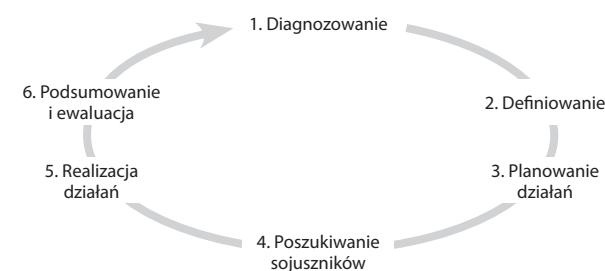 1. Diagnozowanie
2. Definiowanie
3. Planowanie
działań
4. Poszukiwanie
sojuszników
5. Realizacja
działań
6. Podsumowanie
i ewaluacja